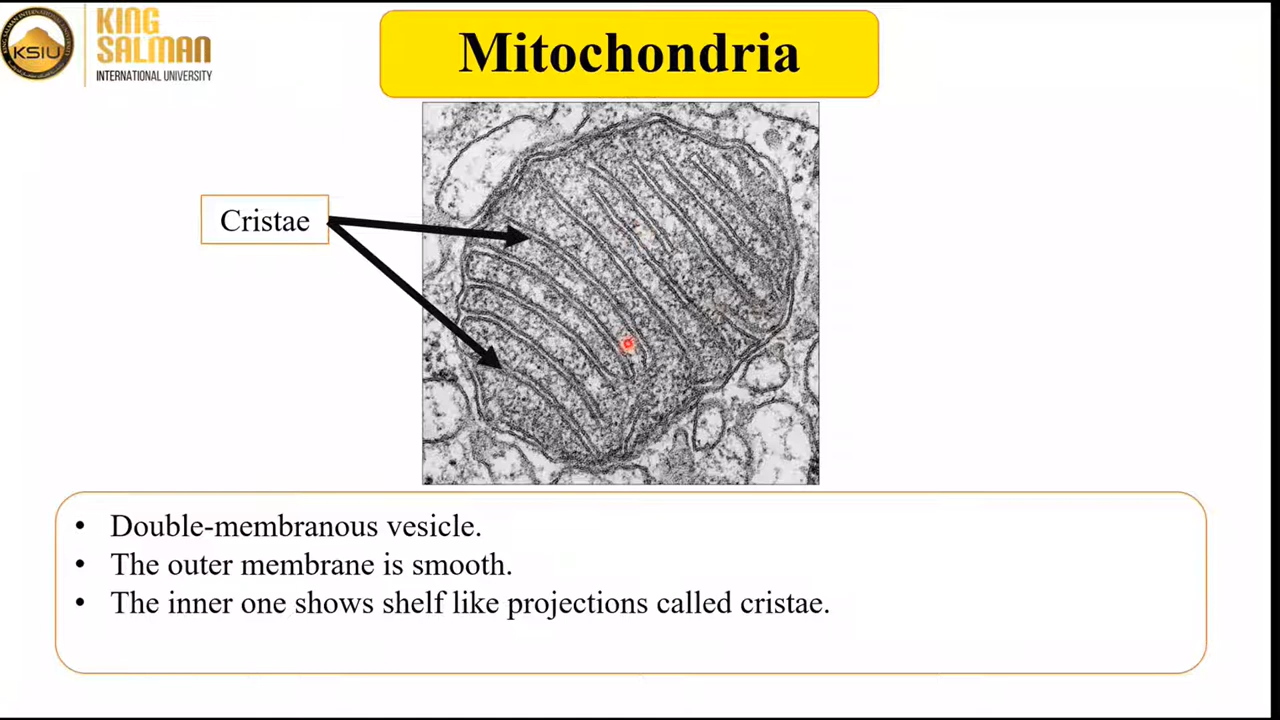 KSIU
KING
SALMAN
INTERNATIONAL UNIVERSITY
Mitochondria
Cristae
• Double-membranous vesicle.
• The outer membrane is smooth.
• The inner one shows shelf like projections called cristae.